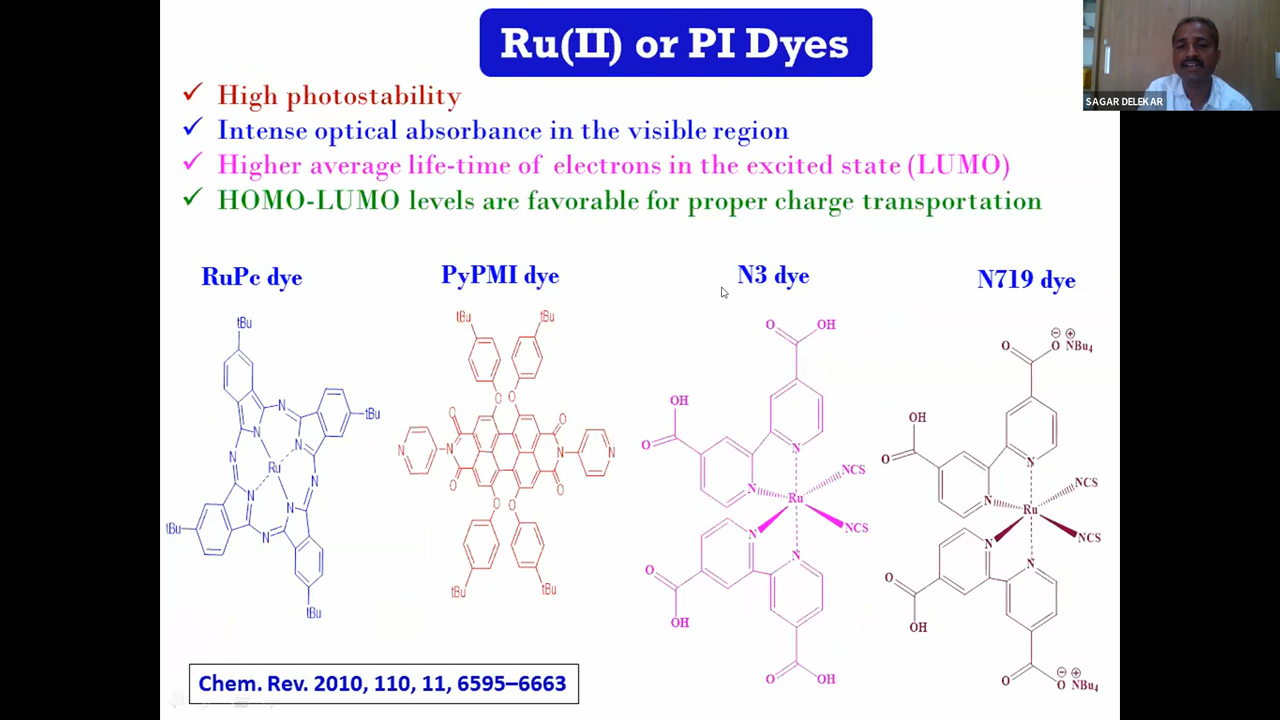 Ru(II) or PI Dyes
SAGAR DELEKAR
✓ High photostability
✓ Intense optical absorbance in the visible region
✓ Higher average life-time of electrons in the excited state (LUMO)
✓ HOMO-LUMO levels are favorable for proper charge transportation
RuPc dye
PyPMI dye
N3 dye
N719 dye
tBu
tBu
tBu
tBu
N
N
N
N
Ru
N
N
N
N
tBu
tBu
O O
O
O
N
N
N
N
O
O
O O
tBu
tBu
O
OH
OH
O
N
N
NCS
Ru
NCS
N
N
O
OH
O
OH
O
O⊖ ⊕NBu4
OH
O
N
N
NCS
Ru
NCS
N
N
O
OH
O
O⊖ ⊕NBu4
Chem. Rev. 2010, 110, 11, 6595–6663